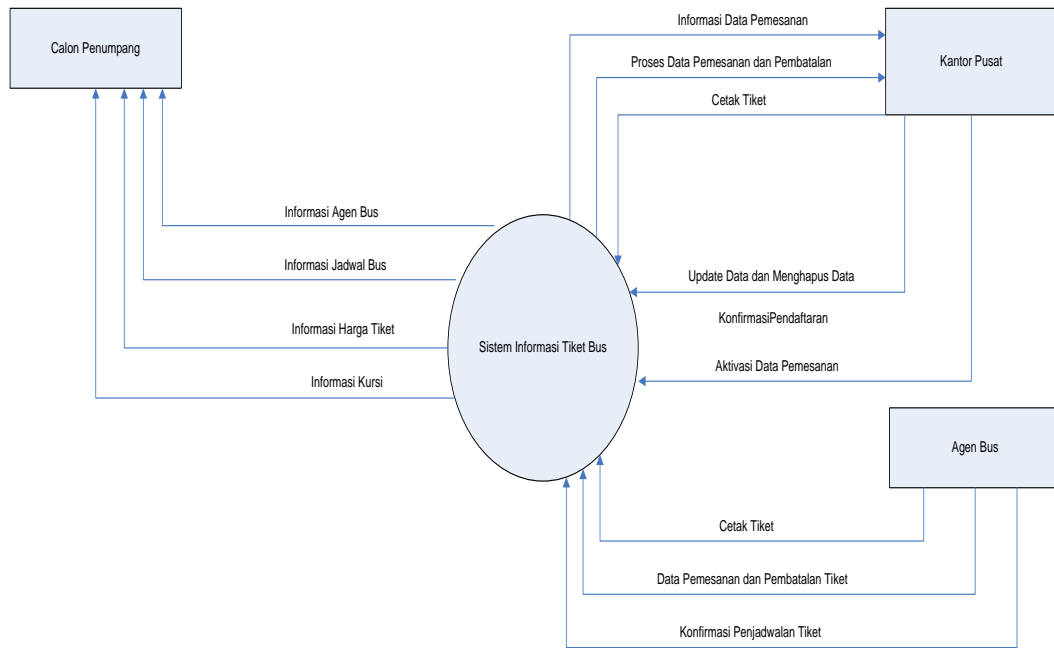 Calon Penumpang
Informasi Data Pemesanan
Proses Data Pemesanan dan Pembatalan
Cetak Tiket
Kantor Pusat
Informasi Agen Bus
Informasi Jadwal Bus
Informasi Harga Tiket
Informasi Kursi
Sistem Informasi Tiket Bus
Update Data dan Menghapus Data
KonfirmasiPendaftaran
Aktivasi Data Pemesanan
Agen Bus
Cetak Tiket
Data Pemesanan dan Pembatalan Tiket
Konfirmasi Penjadwalan Tiket